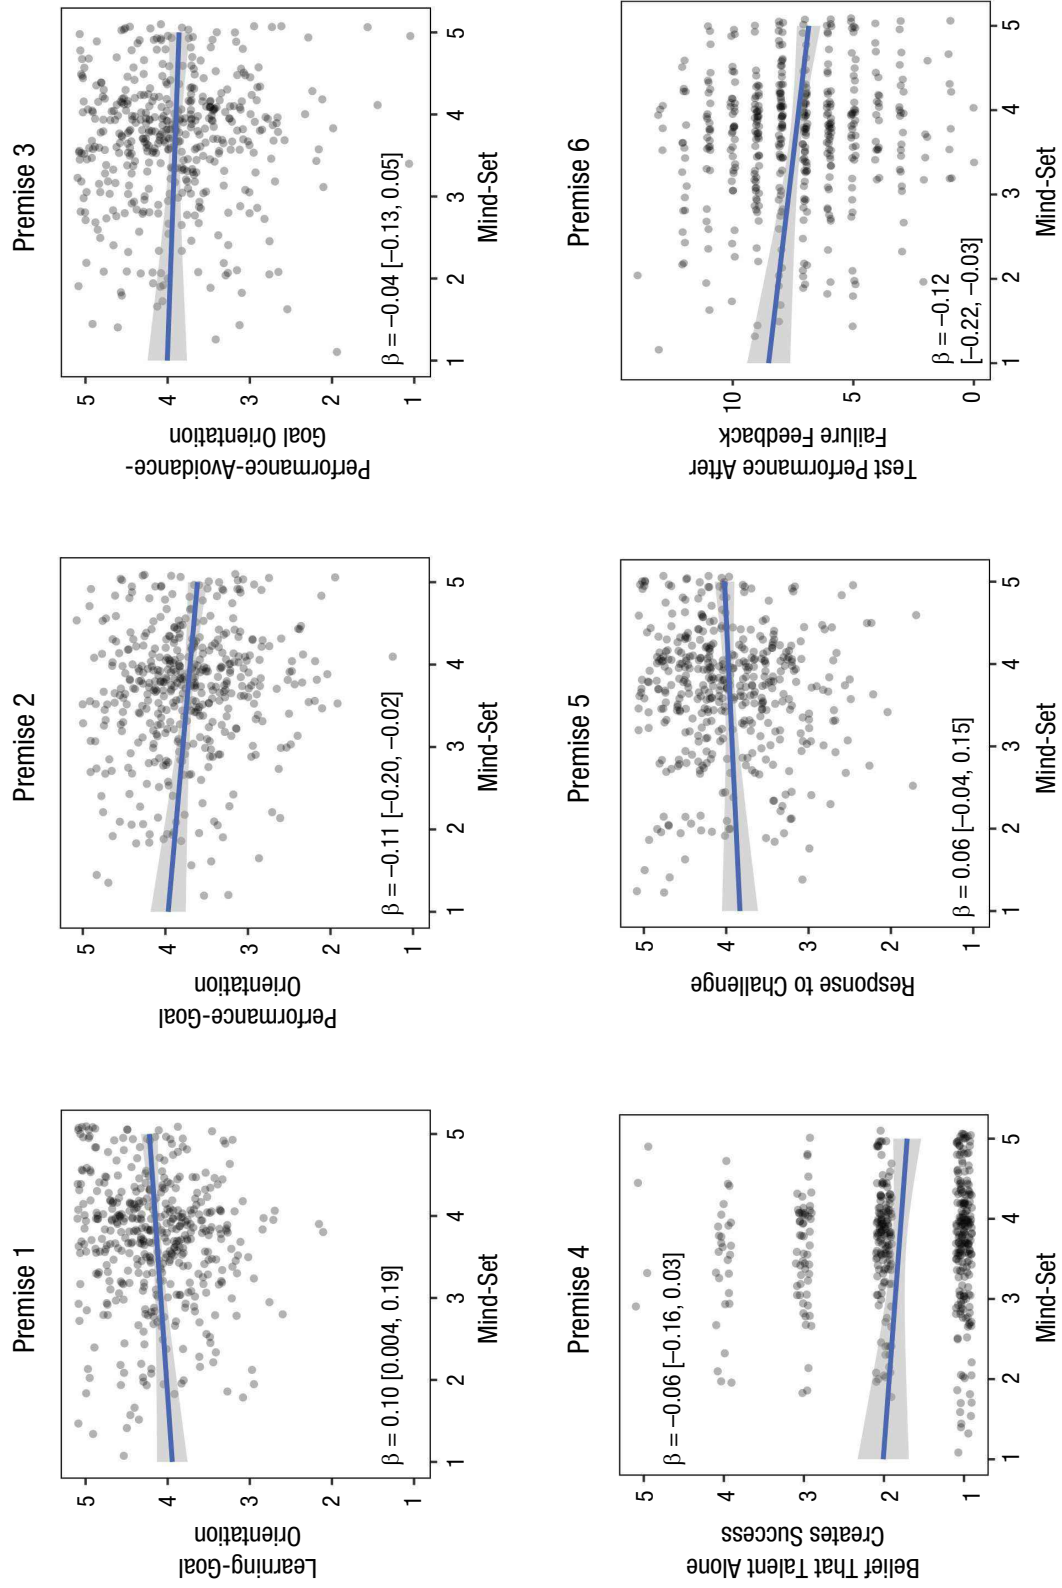 Premise 1
Learning-Goal
Orientation
5
4
3
2
1
β = 0.10 [0.004, 0.19]
1
2
3
4
5
Mind-Set
Premise 2
Performance-Goal
Orientation
5
4
3
2
1
β = −0.11 [−0.20, −0.02]
1
2
3
4
5
Mind-Set
Premise 3
Performance-Avoidance-
Goal Orientation
5
4
3
2
1
β = −0.04 [−0.13, 0.05]
1
2
3
4
5
Mind-Set
Premise 4
Belief That Talent Alone
Creates Success
5
4
3
2
1
β = −0.06 [−0.16, 0.03]
1
2
3
4
5
Mind-Set
Premise 5
Response to Challenge
5
4
3
2
1
β = 0.06 [−0.04, 0.15]
1
2
3
4
5
Mind-Set
Premise 6
Test Performance After
Failure Feedback
10
5
0
β = −0.12
[−0.22, −0.03]
1
2
3
4
5
Mind-Set